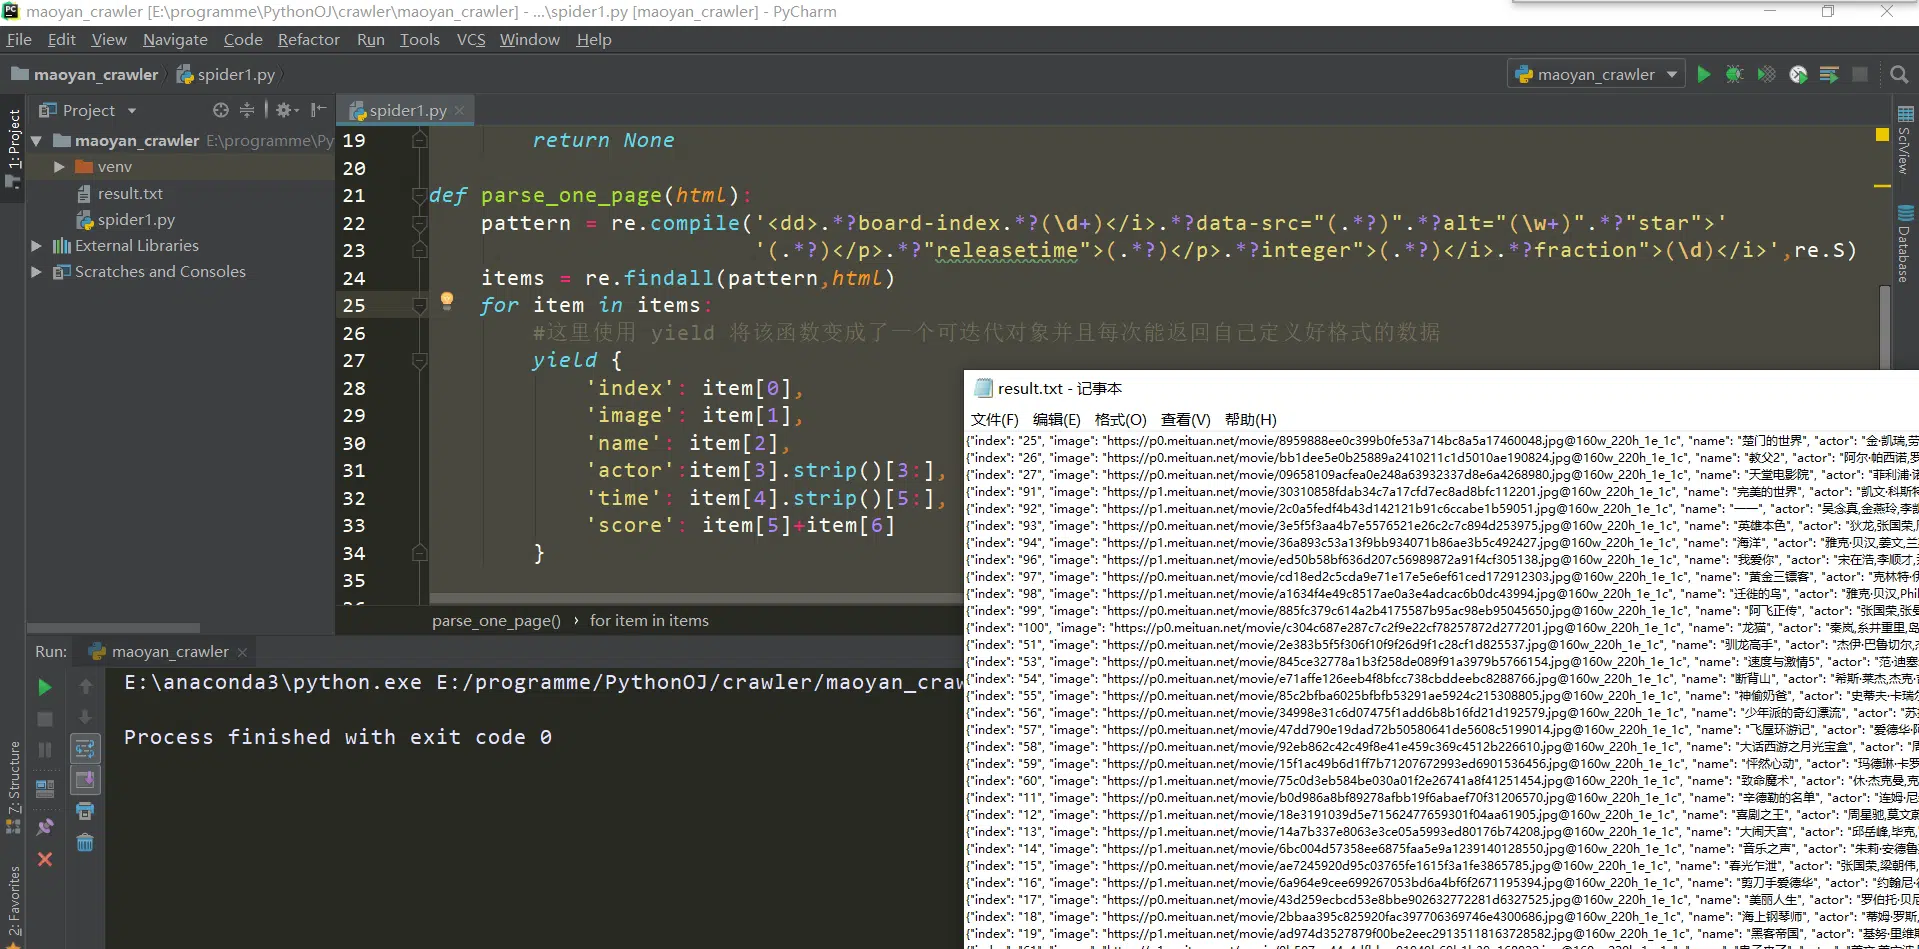 maoyan_crawler [E:\programme\PythonOJ\crawler\maoyan_crawler] - ...\spider1.py [maoyan_crawler] - PyCharm
File Edit View Navigate Code Refactor Run Tools VCS Window Help
maoyan_crawler spider1.py
maoyan_crawler
Project
spider1.py
1: Project
maoyan_crawler E:\programme\Py
venv
result.txt
spider1.py
External Libraries
Scratches and Consoles
SciView
Database
19 return None
20
21 def parse_one_page(html):
22 pattern = re.compile('<dd>.*?board-index.*?(\d+)</i>.*?data-src="(.*?)".*?alt="(\w+)".*?"star">'
23 '(.*?)</p>.*?"releasetime">(.*?)</p>.*?integer">(.*?)</i>.*?fraction">(\d)</i>',re.S)
24 items = re.findall(pattern,html)
25 for item in items:
26 #这里使用 yield 将该函数变成了一个可迭代对象并且每次能返回自己定义好格式的数据
27 yield {
28 'index': item[0],
29 'image': item[1],
30 'name': item[2],
31 'actor':item[3].strip()[3:],
32 'time': item[4].strip()[5:],
33 'score': item[5]+item[6]
34 }
35
parse_one_page() › for item in items
Run: maoyan_crawler
E:\anaconda3\python.exe E:/programme/PythonOJ/crawler/maoyan_craw
Process finished with exit code 0
Z: Structure
2: Favorites
result.txt - 记事本
文件(F) 编辑(E) 格式(O) 查看(V) 帮助(H)
{"index": "25", "image": "https://p0.meituan.net/movie/8959888ee0c399b0fe53a714bc8a5a17460048.jpg@160w_220h_1e_1c", "name": "楚门的世界", "actor": "金·凯瑞,劳
{"index": "26", "image": "https://p0.meituan.net/movie/bb1dee5e0b25889a2410211c1d5010ae190824.jpg@160w_220h_1e_1c", "name": "教父2", "actor": "阿尔·帕西诺,罗
{"index": "27", "image": "https://p0.meituan.net/movie/09658109acfea0e248a63932337d8e6a4268980.jpg@160w_220h_1e_1c", "name": "天堂电影院", "actor": "菲利浦·诺
{"index": "91", "image": "https://p1.meituan.net/movie/30310858fdab34c7a17cfd7ec8ad8bfc112201.jpg@160w_220h_1e_1c", "name": "完美的世界", "actor": "凯文·科斯特
{"index": "92", "image": "https://p1.meituan.net/movie/2c0a5fedf4b43d142121b91c6ccabe1b59051.jpg@160w_220h_1e_1c", "name": "一一", "actor": "吴念真,金燕玲,李凯
{"index": "93", "image": "https://p0.meituan.net/movie/3e5f5f3aa4b7e5576521e26c2c7c894d253975.jpg@160w_220h_1e_1c", "name": "英雄本色", "actor": "狄龙,张国荣,
{"index": "94", "image": "https://p1.meituan.net/movie/36a893c53a13f9bb934071b86ae3b5c492427.jpg@160w_220h_1e_1c", "name": "海洋", "actor": "雅克·贝汉,姜文,兰
{"index": "96", "image": "https://p0.meituan.net/movie/ed50b58bf636d207c56989872a91f4cf305138.jpg@160w_220h_1e_1c", "name": "我爱你", "actor": "宋在浩,李顺才,
{"index": "97", "image": "https://p0.meituan.net/movie/cd18ed2c5cda9e71e17e5e6ef61ced172912303.jpg@160w_220h_1e_1c", "name": "黄金三镖客", "actor": "克林特·伊
{"index": "98", "image": "https://p1.meituan.net/movie/a1634f4e49c8517ae0a3e4adcac6b0dc43994.jpg@160w_220h_1e_1c", "name": "迁徙的鸟", "actor": "雅克·贝汉,Phil
{"index": "99", "image": "https://p0.meituan.net/movie/885fc379c614a2b4175587b95ac98eb95045650.jpg@160w_220h_1e_1c", "name": "阿飞正传", "actor": "张国荣,张曼
{"index": "100", "image": "https://p0.meituan.net/movie/c304c687e287c7c2f9e22cf78257872d277201.jpg@160w_220h_1e_1c", "name": "龙猫", "actor": "秦岚,糸井重里,岛
{"index": "51", "image": "https://p0.meituan.net/movie/2e383b5f5f306f10f9f26d9f1c28cf1d825537.jpg@160w_220h_1e_1c", "name": "驯龙高手", "actor": "杰伊·巴鲁切尔,
{"index": "53", "image": "https://p0.meituan.net/movie/845ce32778a1b3f258de089f91a3979b5766154.jpg@160w_220h_1e_1c", "name": "速度与激情5", "actor": "范·迪塞
{"index": "54", "image": "https://p0.meituan.net/movie/e71affe126eeb4f8bfcc738cbddeebc8288766.jpg@160w_220h_1e_1c", "name": "断背山", "actor": "希斯·莱杰,杰克·
{"index": "55", "image": "https://p0.meituan.net/movie/85c2bfba6025bfbfb53291ae5924c215308805.jpg@160w_220h_1e_1c", "name": "神偷奶爸", "actor": "史蒂夫·卡瑞尔
{"index": "56", "image": "https://p0.meituan.net/movie/34998e31c6d07475f1add6b8b16fd21d192579.jpg@160w_220h_1e_1c", "name": "少年派的奇幻漂流", "actor": "苏
{"index": "57", "image": "https://p0.meituan.net/movie/47dd790e19dad72b50580641de5608c5199014.jpg@160w_220h_1e_1c", "name": "飞屋环游记", "actor": "爱德华·阿
{"index": "58", "image": "https://p0.meituan.net/movie/92eb862c42c49f8e41e459c369c4512b226610.jpg@160w_220h_1e_1c", "name": "大话西游之月光宝盒", "actor": "周
{"index": "59", "image": "https://p0.meituan.net/movie/15f1ac49b6d1ff7b71207672993ed6901536456.jpg@160w_220h_1e_1c", "name": "怦然心动", "actor": "玛德琳·卡罗
{"index": "60", "image": "https://p1.meituan.net/movie/75c0d3eb584be030a01f2e26741a8f41251454.jpg@160w_220h_1e_1c", "name": "致命魔术", "actor": "休·杰克曼,克
{"index": "11", "image": "https://p0.meituan.net/movie/b0d986a8bf89278afbb19f6abaef70f31206570.jpg@160w_220h_1e_1c", "name": "辛德勒的名单", "actor": "连姆·尼
{"index": "12", "image": "https://p0.meituan.net/movie/18e3191039d5e71562477659301f04aa61905.jpg@160w_220h_1e_1c", "name": "喜剧之王", "actor": "周星驰,莫文蔚
{"index": "13", "image": "https://p0.meituan.net/movie/14a7b337e8063e3ce05a5993ed80176b74208.jpg@160w_220h_1e_1c", "name": "大闹天宫", "actor": "邱岳峰,毕克,
{"index": "14", "image": "https://p1.meituan.net/movie/6bc004d57358ee6875faa5e9a1239140128550.jpg@160w_220h_1e_1c", "name": "音乐之声", "actor": "朱莉·安德鲁
{"index": "15", "image": "https://p0.meituan.net/movie/ae7245920d95c03765fe1615f3a1fe3865785.jpg@160w_220h_1e_1c", "name": "春光乍泄", "actor": "张国荣,梁朝伟,
{"index": "16", "image": "https://p1.meituan.net/movie/6a964e9cee699267053bd6a4bf6f2671195394.jpg@160w_220h_1e_1c", "name": "剪刀手爱德华", "actor": "约翰尼·
{"index": "17", "image": "https://p0.meituan.net/movie/43d259ecbcd53e8bbe902632772281d6327525.jpg@160w_220h_1e_1c", "name": "美丽人生", "actor": "罗伯托·贝尼
{"index": "18", "image": "https://p0.meituan.net/movie/2bbaa395c825920fac397706369746e4300686.jpg@160w_220h_1e_1c", "name": "海上钢琴师", "actor": "蒂姆·罗斯,
{"index": "19", "image": "https://p0.meituan.net/movie/ad974d3527879f00be2eec29135118163728582.jpg@160w_220h_1e_1c", "name": "黑客帝国", "actor": "基努·里维斯